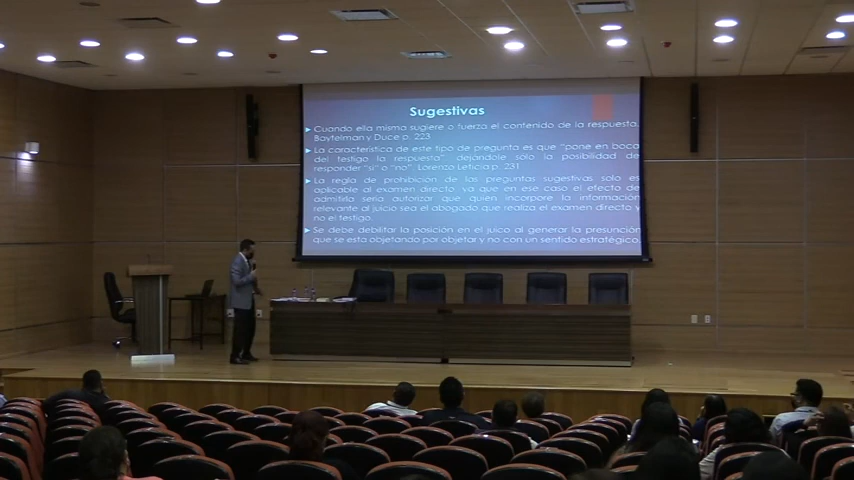 Sugestivas
Cuando ella misma sugiere o fuerza el contenido de la respuesta.
Baytelman y Duce p. 223
La característica de este tipo de pregunta es que "pone en boca
del testigo la respuesta", dejándole sólo la posibilidad de
responder "sí" o "no". Lorenzo Leticia p. 231
La regla de prohibición de las preguntas sugestivas solo es
aplicable al examen directo, ya que en ese caso el efecto de
admitirla sería autorizar que quien incorpore la información
relevante al juicio sea el abogado que realiza el examen directo y
no el testigo.
Se debe debilitar la posición en el juico al generar la presunción
que se esta objetando por objetar y no con un sentido estratégico.